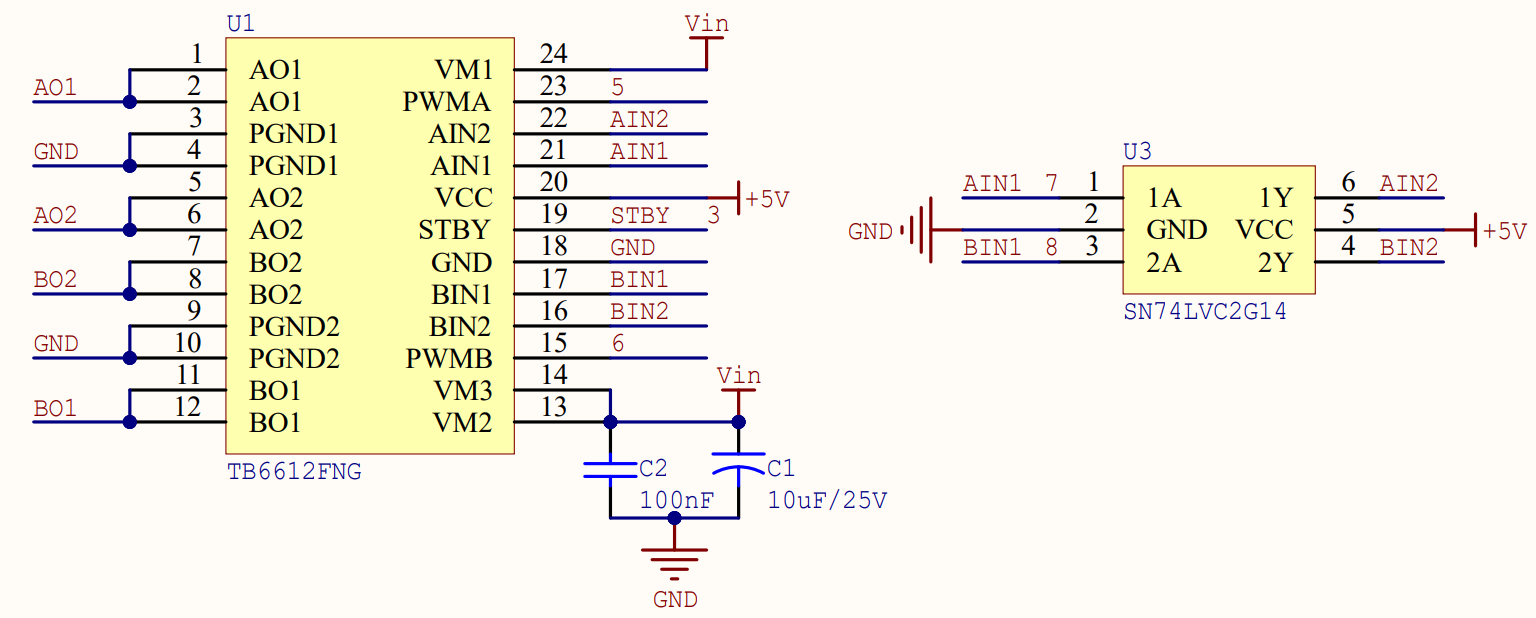 U1
Vin
1 AO1 VM1 24
2 AO1 PWMA 23 5
AO1
3 PGND1 AIN2 22 AIN2
4 PGND1 AIN1 21 AIN1
GND
5 AO2 VCC 20 +5V
6 AO2 STBY 19 STBY 3
AO2
7 BO2 GND 18 GND
8 BO2 BIN1 17 BIN1
BO2
9 PGND2 BIN2 16 BIN2
10 PGND2 PWMB 15 6
GND
11 BO1 VM3 14
Vin
12 BO1 VM2 13
BO1
TB6612FNG
C2
100nF
C1
10uF/25V
GND
U3
AIN1 7 1 1A 1Y 6 AIN2
GND 2 GND VCC 5 +5V
BIN1 8 3 2A 2Y 4 BIN2
SN74LVC2G14